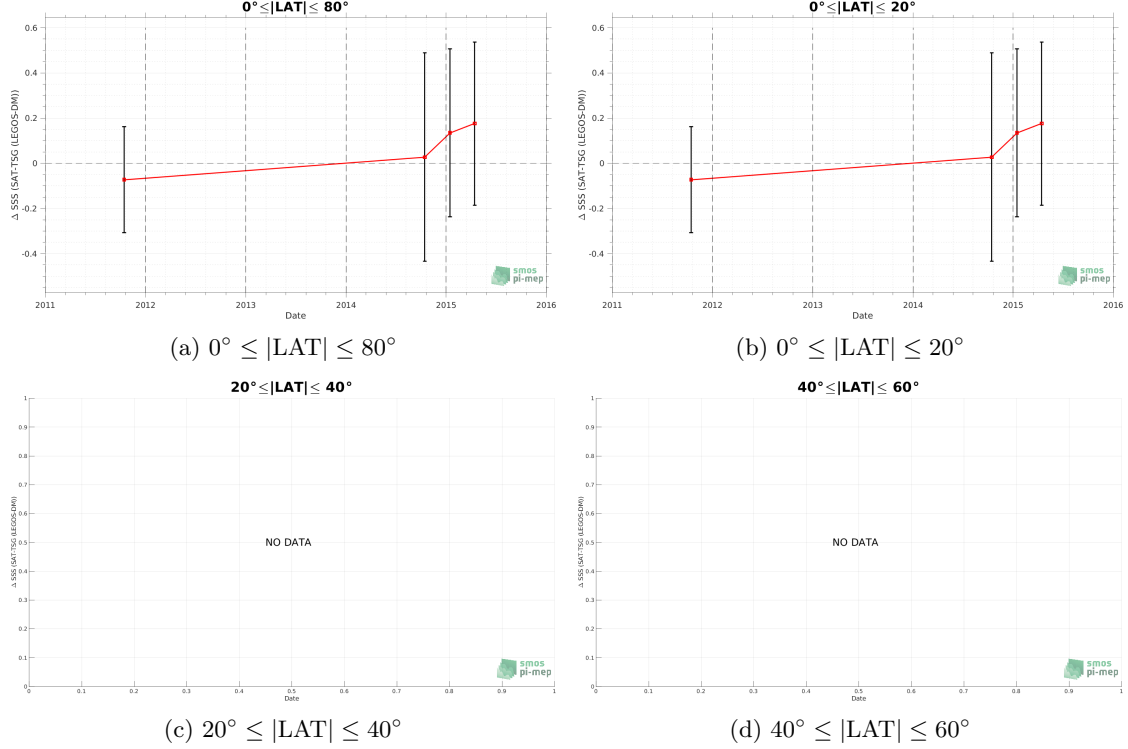 0°≤|LAT|≤ 80°
0.6
0.4
0.2
0
-0.2
-0.4
Δ SSS (SAT-TSG (LEGOS-DM))
2011 2012 2013 2014 2015 2016
Date
smos
pi-mep
(a) 0° ≤ |LAT| ≤ 80°
0°≤|LAT|≤ 20°
0.6
0.4
0.2
0
-0.2
-0.4
Δ SSS (SAT-TSG (LEGOS-DM))
2011 2012 2013 2014 2015 2016
Date
smos
pi-mep
(b) 0° ≤ |LAT| ≤ 20°
20°≤|LAT|≤ 40°
1
0.9
0.8
0.7
0.6
0.5
0.4
0.3
0.2
0.1
0
Δ SSS (SAT-TSG (LEGOS-DM))
NO DATA
0 0.1 0.2 0.3 0.4 0.5 0.6 0.7 0.8 0.9 1
Date
smos
pi-mep
(c) 20° ≤ |LAT| ≤ 40°
40°≤|LAT|≤ 60°
1
0.9
0.8
0.7
0.6
0.5
0.4
0.3
0.2
0.1
0
Δ SSS (SAT-TSG (LEGOS-DM))
NO DATA
0 0.1 0.2 0.3 0.4 0.5 0.6 0.7 0.8 0.9 1
Date
smos
pi-mep
(d) 40° ≤ |LAT| ≤ 60°